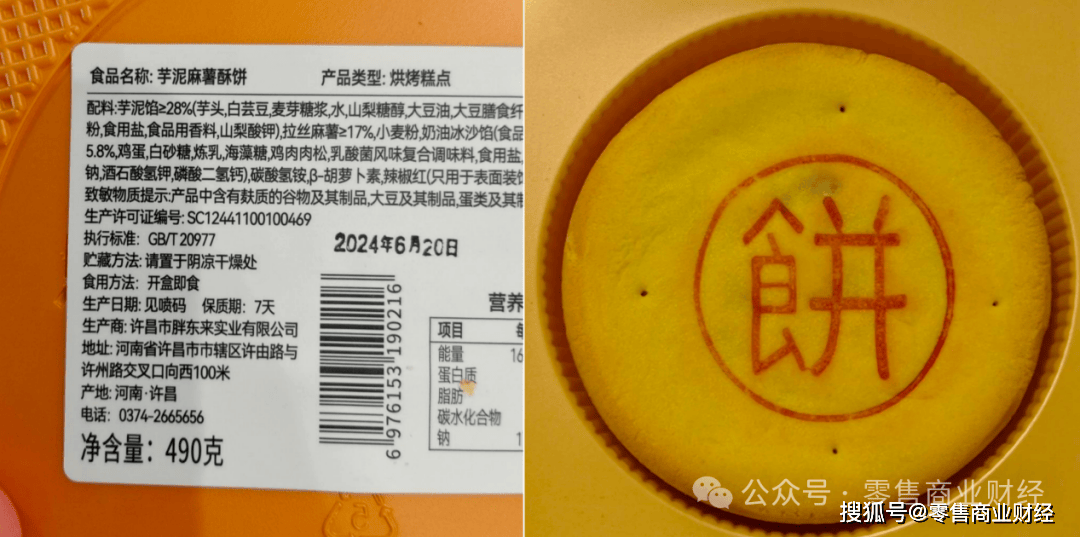 食品名称: 芋泥麻薯酥饼
产品类型: 烘烤糕点
配料:芋泥馅≥28%(芋头,白芸豆,麦芽糖浆,水,山梨糖醇,大豆油,大豆膳食纤
粉,食用盐,食品用香料,山梨酸钾),拉丝麻薯≥17%,小麦粉,奶油冰沙馅(食品
5.8%,鸡蛋,白砂糖,炼乳,海藻糖,鸡肉肉松,乳酸菌风味复合调味料,食用盐,
钠,酒石酸氢钾,磷酸二氢钙),碳酸氢铵,β-胡萝卜素,辣椒红(只用于表面装饰
致敏物质提示:产品中含有麸质的谷物及其制品,大豆及其制品,蛋类及其制
生产许可证编号: SC12441100100469
执行标准: GB/T 20977
2024年6月20日
贮藏方法: 请置于阴凉干燥处
食用方法: 开盒即食
生产日期: 见喷码 保质期: 7天
生产商: 许昌市胖东来实业有限公司
地址: 河南省许昌市市辖区许由路与
许州路交叉口向西100米
产地: 河南·许昌
电话: 0374-2665656
净含量: 490克
6 976153 190216
营养
项目
能量 16
蛋白质
脂肪
碳水化合物
钠 1
餅
公众号·零售商业财经
搜狐号@零售商业财经